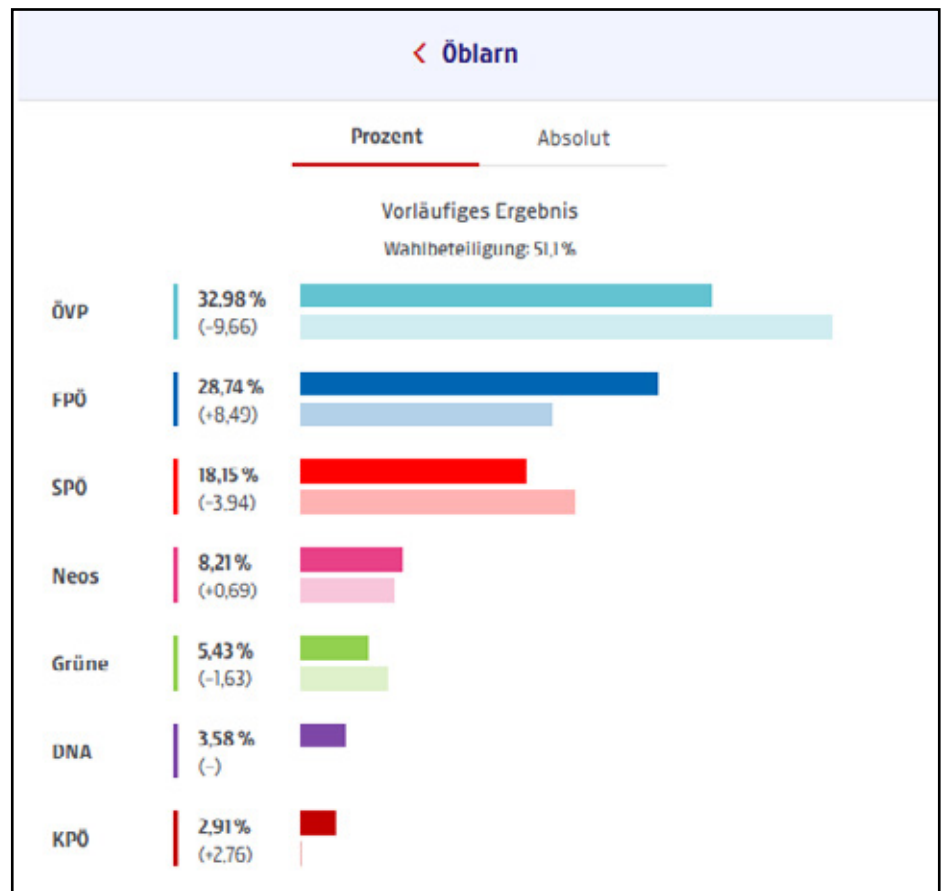 < Öblarn
Prozent Absolut
Vorläufiges Ergebnis
Wahlbeteiligung: 51,1 %
ÖVP 32,98 %
(-9,66)
FPÖ 28,74 %
(+8,49)
SPÖ 18,15 %
(-3,94)
Neos 8,21 %
(+0,69)
Grüne 5,43 %
(-1,63)
DNA 3,58 %
(-)
KPÖ 2,91 %
(+2,76)